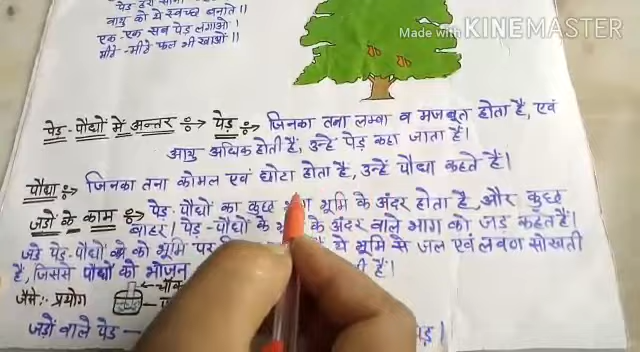 पेड़ हरा
वायु को ये स्वच्छ बनाते।।
एक-एक सब पेड़ लगाओ।
मीठे-मीठे फल भी खाओ।।
Made with KINEMASTER
पेड़-पौधों में अन्तर :-> पेड़ :-> जिनका तना लम्बा व मजबूत होता है, एवं
आयु अधिक होती है, उन्हें पेड़ कहा जाता है।
पौधा :-> जिनका तना कोमल एवं छोटा होता है, उन्हें पौधा कहते हैं।
जड़ों के काम :-> पेड़-पौधों का कुछ भाग भूमि के अंदर होता है, और कुछ
बाहर। पेड़-पौधों के के अंदर वाले भाग को जड़ कहते हैं।
जड़े पेड़-पौधों को भूमि ये भूमि से जल एवं लवण सोखती
हैं, जिससे पौधों को भोजन हैं।
जैसे:- प्रयोग
जड़ों वाले पेड़ —